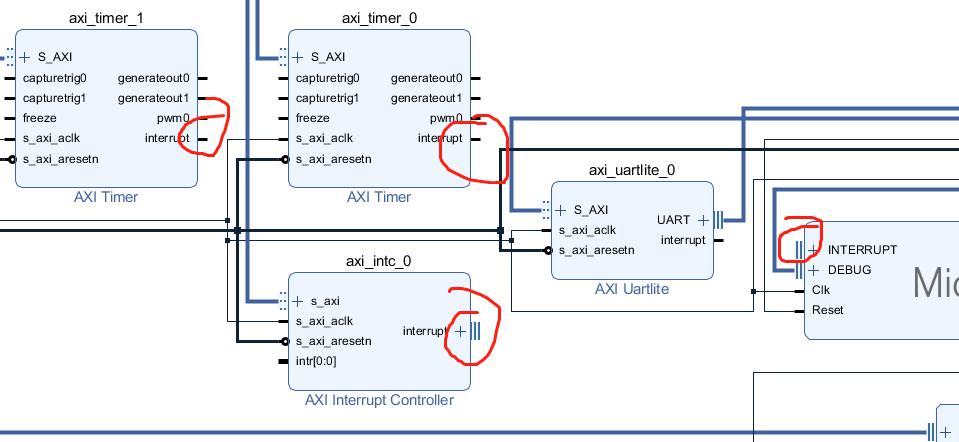 axi_timer_1
S_AXI
capturetrig0 generateout0
capturetrig1 generateout1
freeze pwm0
s_axi_aclk interrupt
s_axi_aresetn
AXI Timer
axi_timer_0
S_AXI
capturetrig0 generateout0
capturetrig1 generateout1
freeze pwm0
s_axi_aclk interrupt
s_axi_aresetn
AXI Timer
axi_uartlite_0
S_AXI UART
s_axi_aclk interrupt
s_axi_aresetn
AXI Uartlite
INTERRUPT
DEBUG
Clk
Reset
Mic
axi_intc_0
s_axi
s_axi_aclk interrupt
s_axi_aresetn
intr[0:0]
AXI Interrupt Controller